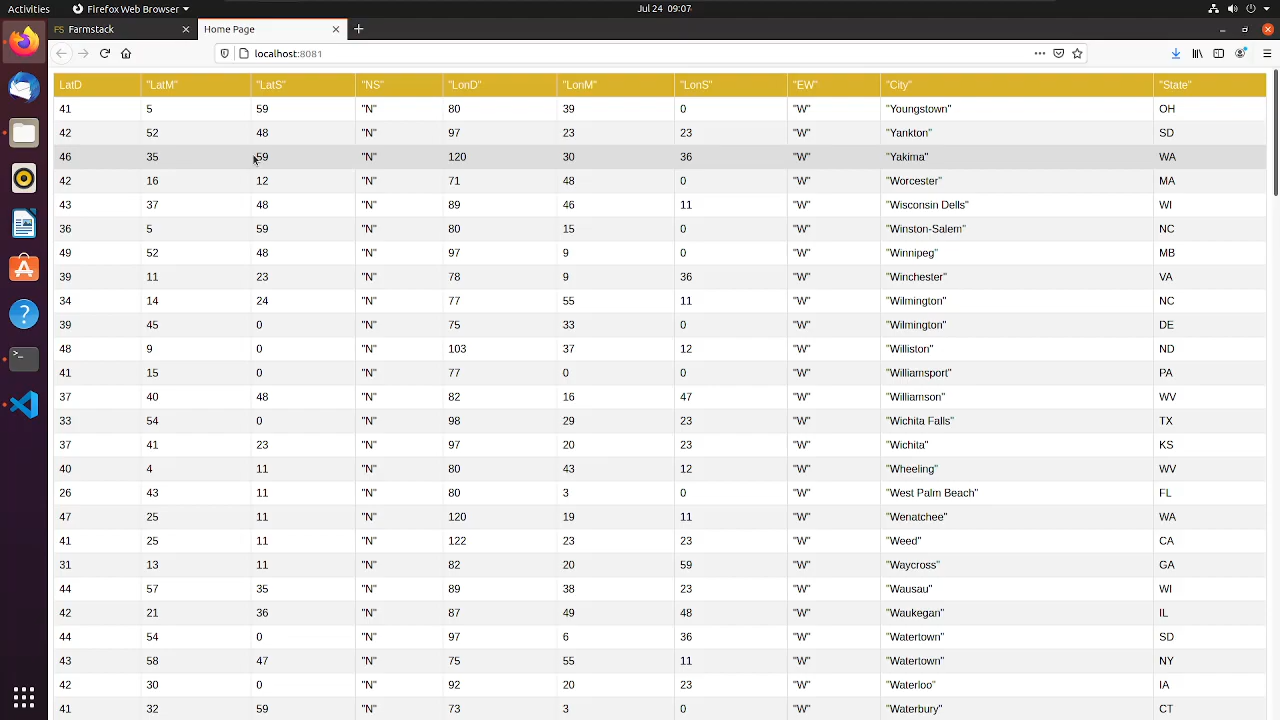 Activities Firefox Web Browser Jul 24 09:07
FS Farmstack Home Page
localhost:8081
LatD "LatM" "LatS" "NS" "LonD" "LonM" "LonS" "EW" "City" "State"
41 5 59 "N" 80 39 0 "W" "Youngstown" OH
42 52 48 "N" 97 23 23 "W" "Yankton" SD
46 35 59 "N" 120 30 36 "W" "Yakima" WA
42 16 12 "N" 71 48 0 "W" "Worcester" MA
43 37 48 "N" 89 46 11 "W" "Wisconsin Dells" WI
36 5 59 "N" 80 15 0 "W" "Winston-Salem" NC
49 52 48 "N" 97 9 0 "W" "Winnipeg" MB
39 11 23 "N" 78 9 36 "W" "Winchester" VA
34 14 24 "N" 77 55 11 "W" "Wilmington" NC
39 45 0 "N" 75 33 0 "W" "Wilmington" DE
48 9 0 "N" 103 37 12 "W" "Williston" ND
41 15 0 "N" 77 0 0 "W" "Williamsport" PA
37 40 48 "N" 82 16 47 "W" "Williamson" WV
33 54 0 "N" 98 29 23 "W" "Wichita Falls" TX
37 41 23 "N" 97 20 23 "W" "Wichita" KS
40 4 11 "N" 80 43 12 "W" "Wheeling" WV
26 43 11 "N" 80 3 0 "W" "West Palm Beach" FL
47 25 11 "N" 120 19 11 "W" "Wenatchee" WA
41 25 11 "N" 122 23 23 "W" "Weed" CA
31 13 11 "N" 82 20 59 "W" "Waycross" GA
44 57 35 "N" 89 38 23 "W" "Wausau" WI
42 21 36 "N" 87 49 48 "W" "Waukegan" IL
44 54 0 "N" 97 6 36 "W" "Watertown" SD
43 58 47 "N" 75 55 11 "W" "Watertown" NY
42 30 0 "N" 92 20 23 "W" "Waterloo" IA
41 32 59 "N" 73 3 0 "W" "Waterbury" CT